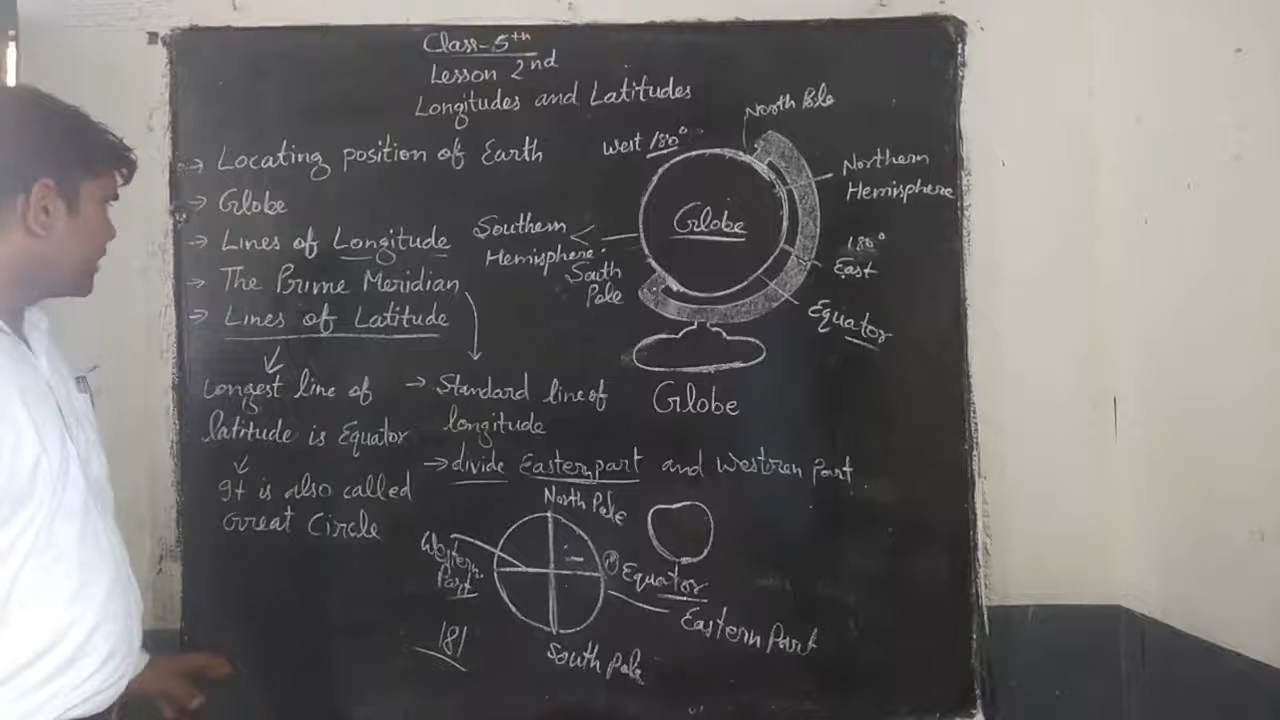 Class-5th
Lesson 2nd
Longitudes and Latitudes
→ Locating position of Earth
→ Globe
→ Lines of Longitude
→ The Prime Meridian
→ Lines of Latitude
Longest line of
latitude is Equator
It is also called
Great Circle
→ Standard line of
longitude
→ divide Eastern part and Westren Part
North Pole
West 180°
Northern
Hemisphere
Globe
Southern
Hemisphere
180°
East
South
Pole
Equator
Globe
North Pole
Western
Part
Equator
Eastern Part
181
South Pole